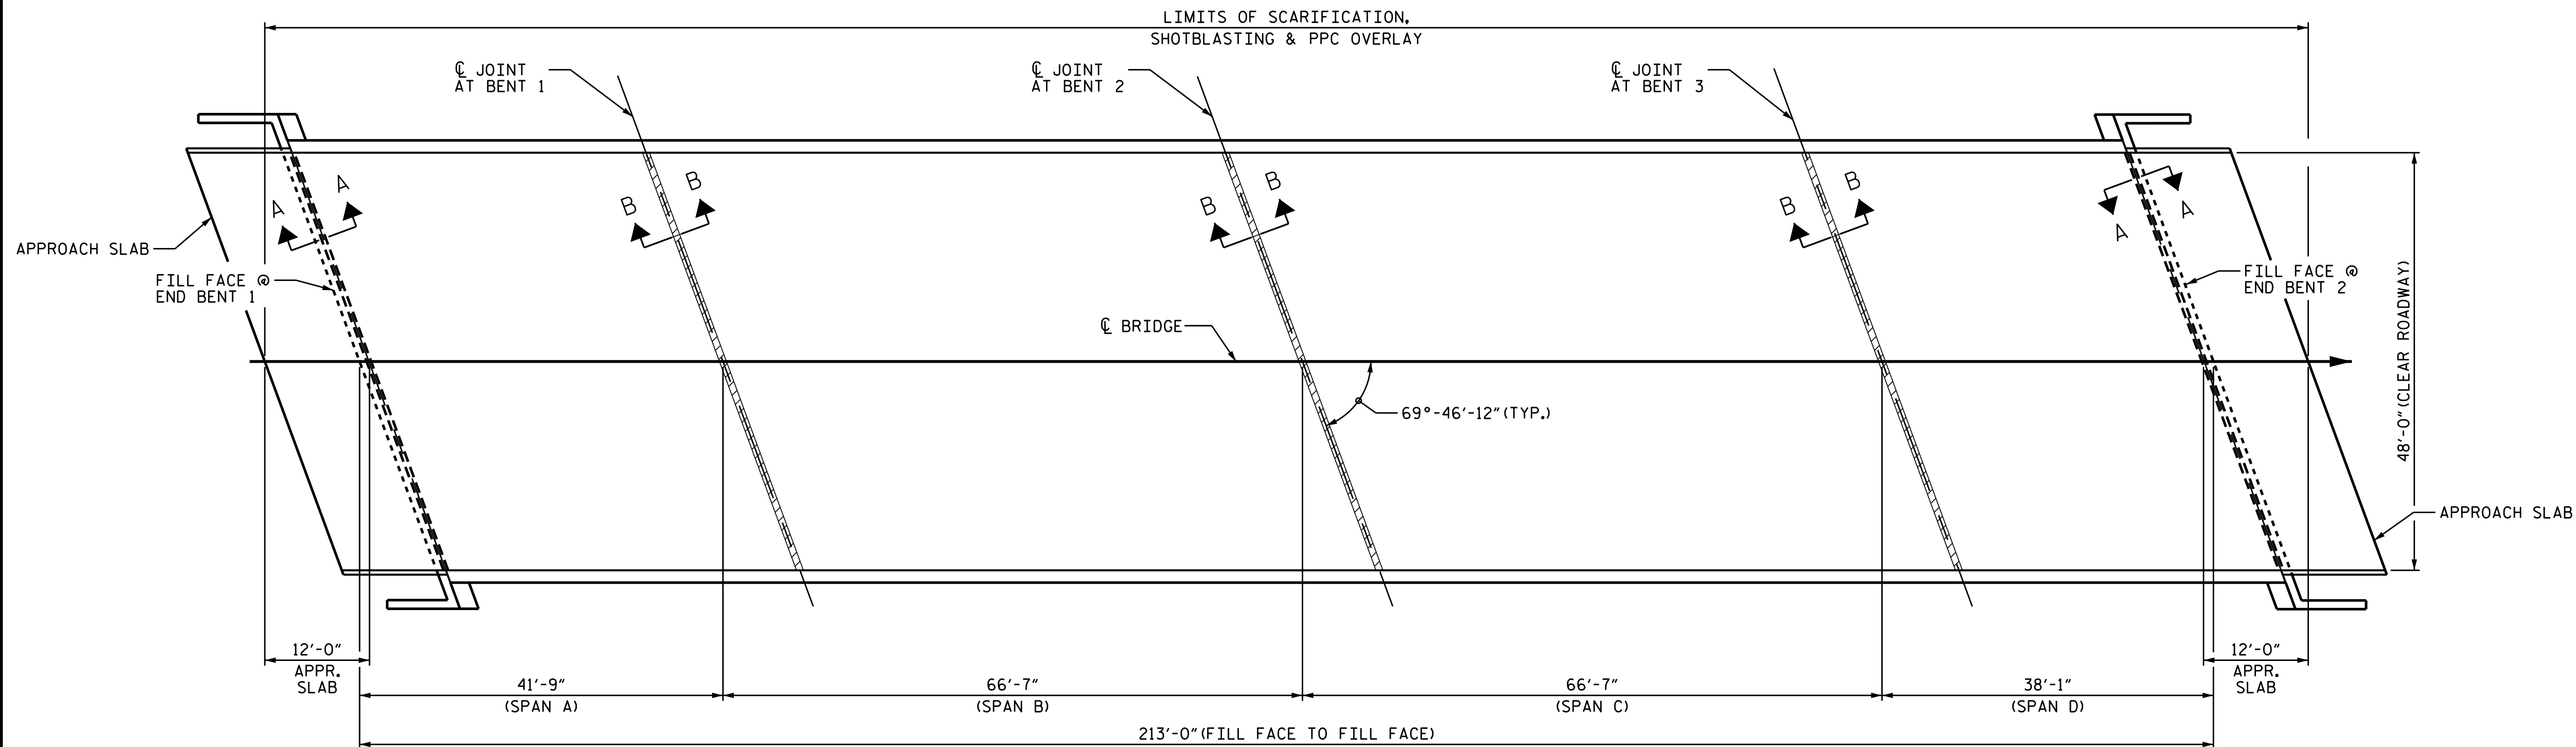 LIMITS OF SCARIFICATION,
SHOTBLASTING & PPC OVERLAY
℄ JOINT
AT BENT 1
℄ JOINT
AT BENT 2
℄ JOINT
AT BENT 3
A
A
B
B
B
B
B
B
A
A
APPROACH SLAB
FILL FACE @
END BENT 1
FILL FACE @
END BENT 2
℄ BRIDGE
69°-46'-12" (TYP.)
48'-0" (CLEAR ROADWAY)
APPROACH SLAB
12'-0"
APPR.
SLAB
12'-0"
APPR.
SLAB
41'-9"
(SPAN A)
66'-7"
(SPAN B)
66'-7"
(SPAN C)
38'-1"
(SPAN D)
213'-0" (FILL FACE TO FILL FACE)